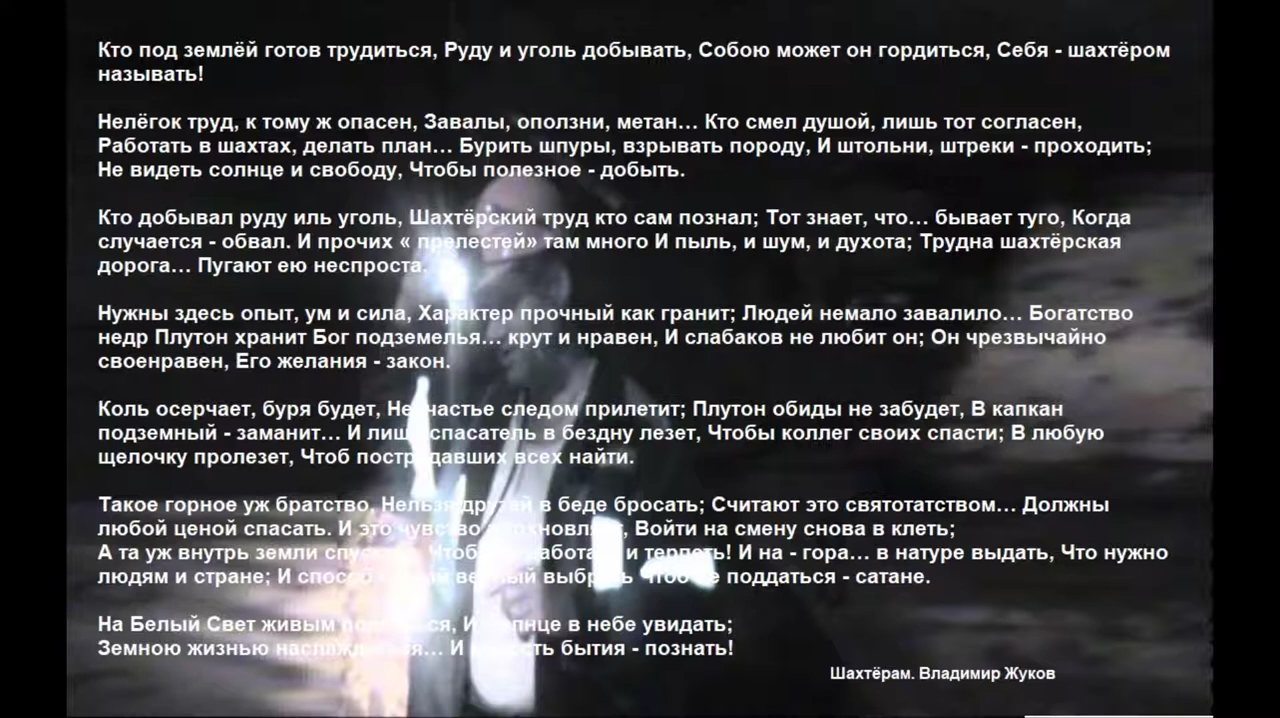 Кто под землёй готов трудиться, Руду и уголь добывать, Собою может он гордиться, Себя - шахтёром
называть!
Нелёгок труд, к тому ж опасен, Завалы, оползни, метан… Кто смел душой, лишь тот согласен,
Работать в шахтах, делать план… Бурить шпуры, взрывать породу, И штольни, штреки - проходить;
Не видеть солнце и свободу, Чтобы полезное - добыть.
Кто добывал руду иль уголь, Шахтёрский труд кто сам познал; Тот знает, что… бывает туго, Когда
случается - обвал. И прочих « прелестей» там много И пыль, и шум, и духота; Трудна шахтёрская
дорога… Пугают ею неспроста.
Нужны здесь опыт, ум и сила, Характер прочный как гранит; Людей немало завалило… Богатство
недр Плутон хранит Бог подземелья… крут и нравен, И слабаков не любит он; Он чрезвычайно
своенравен, Его желания - закон.
Коль осерчает, буря будет, Несчастье следом прилетит; Плутон обиды не забудет, В капкан
подземный - заманит… И лишь спасатель в бездну лезет, Чтобы коллег своих спасти; В любую
щелочку пролезет, Чтоб пострадавших всех найти.
Такое горное уж братство, Нельзя друзей в беде бросать; Считают это святотатством… Должны
любой ценой спасать. И это чувство вдохновляет, Войти на смену снова в клеть;
А та уж внутрь земли и терпеть! И на - гора… в натуре выдать, Что нужно
людям и стране; И способ выбрать не поддаться - сатане.
На Белый Свет живым И солнце в небе увидать;
Земною жизнью И бытия - познать!
Шахтёрам. Владимир Жуков